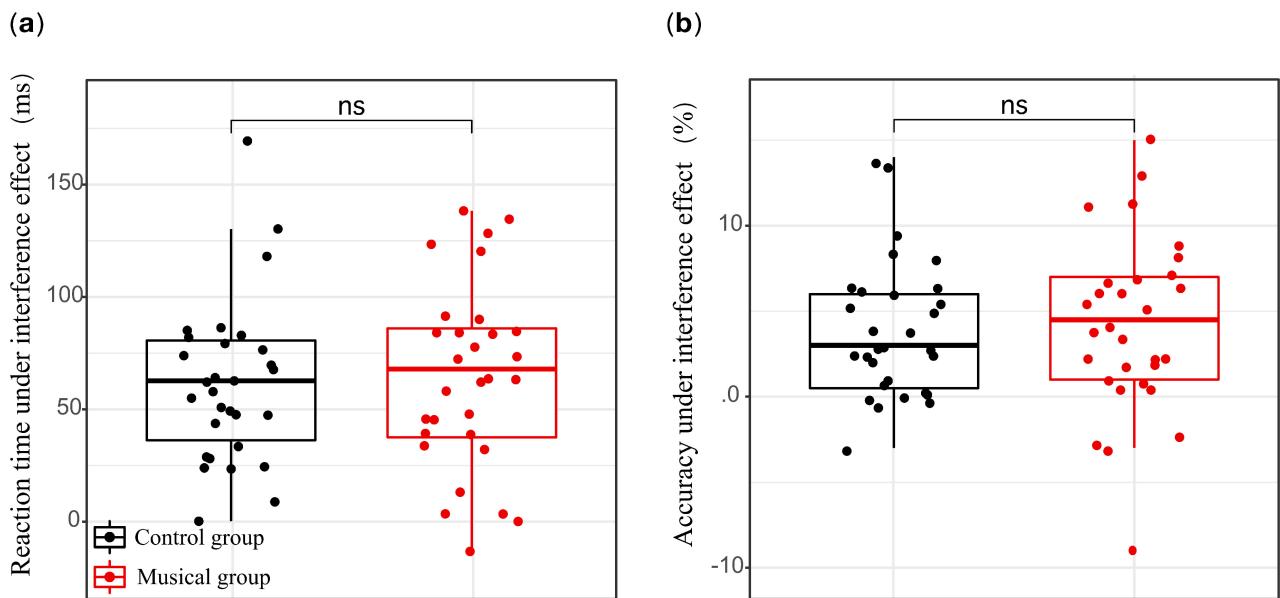 (a)
Reaction time under interference effect (ms)
150
100
50
0
ns
Control group
Musical group
(b)
Accuracy under interference effect (%)
10
.0
-10
ns